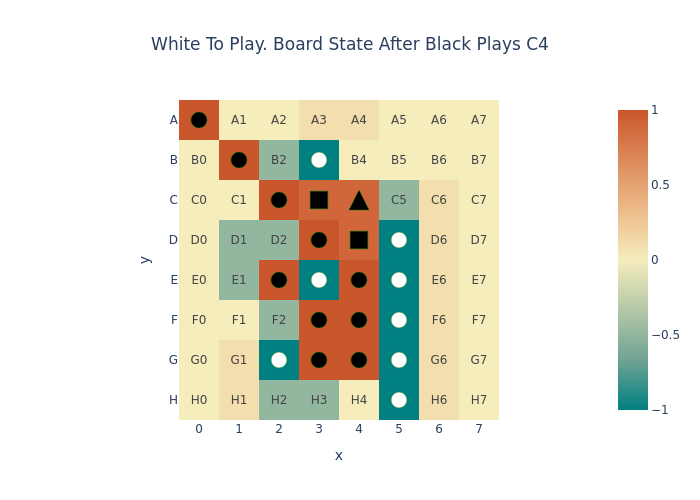 White To Play. Board State After Black Plays C4
A A1 A2 A3 A4 A5 A6 A7
B B0 B2 B4 B5 B6 B7
C C0 C1 C5 C6 C7
D D0 D1 D2 D6 D7
E E0 E1 E6 E7
F F0 F1 F2 F6 F7
G G0 G1 G6 G7
H H0 H1 H2 H3 H4 H6 H7
0 1 2 3 4 5 6 7
x
y
1
0.5
0
−0.5
−1